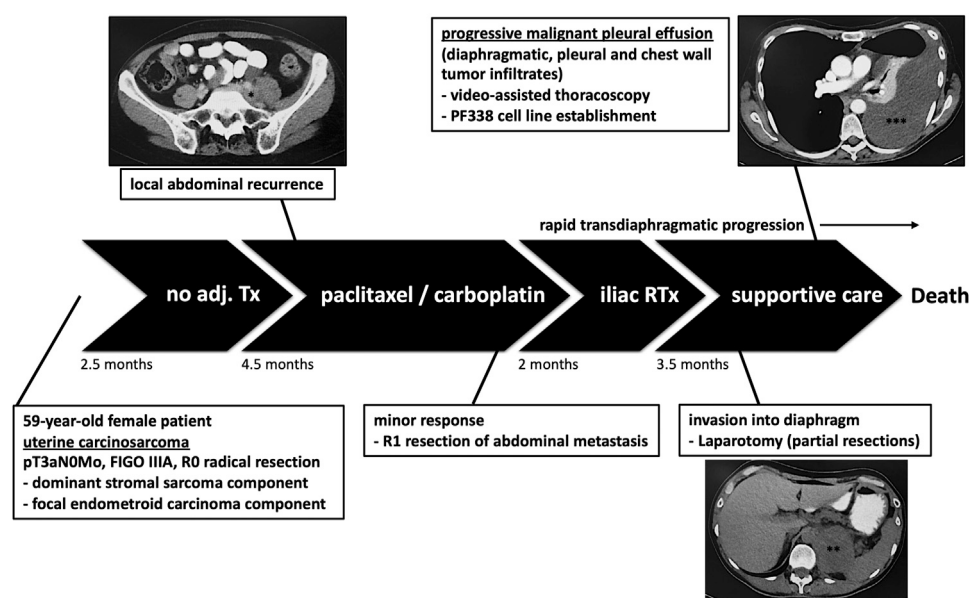 progressive malignant pleural effusion
(diaphragmatic, pleural and chest wall
tumor infiltrates)
- video-assisted thoracoscopy
- PF338 cell line establishment
***
local abdominal recurrence
*
rapid transdiaphragmatic progression
no adj. Tx
paclitaxel / carboplatin
iliac RTx
supportive care
Death
2.5 months
4.5 months
2 months
3.5 months
59-year-old female patient
uterine carcinosarcoma
pT3aN0Mo, FIGO IIIA, R0 radical resection
- dominant stromal sarcoma component
- focal endometroid carcinoma component
minor response
- R1 resection of abdominal metastasis
invasion into diaphragm
- Laparotomy (partial resections)
**